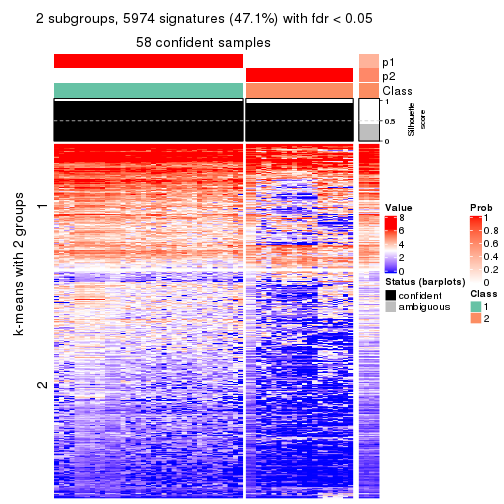 2 subgroups, 5974 signatures (47.1%) with fdr < 0.05
58 confident samples
p1
p2
Class
1
0.5
0
Silhouette
score
k-means with 2 groups
1
2
Value
8
6
4
2
0
Status (barplots)
confident
ambiguous
Prob
1
0.8
0.6
0.4
0.2
0
Class
1
2